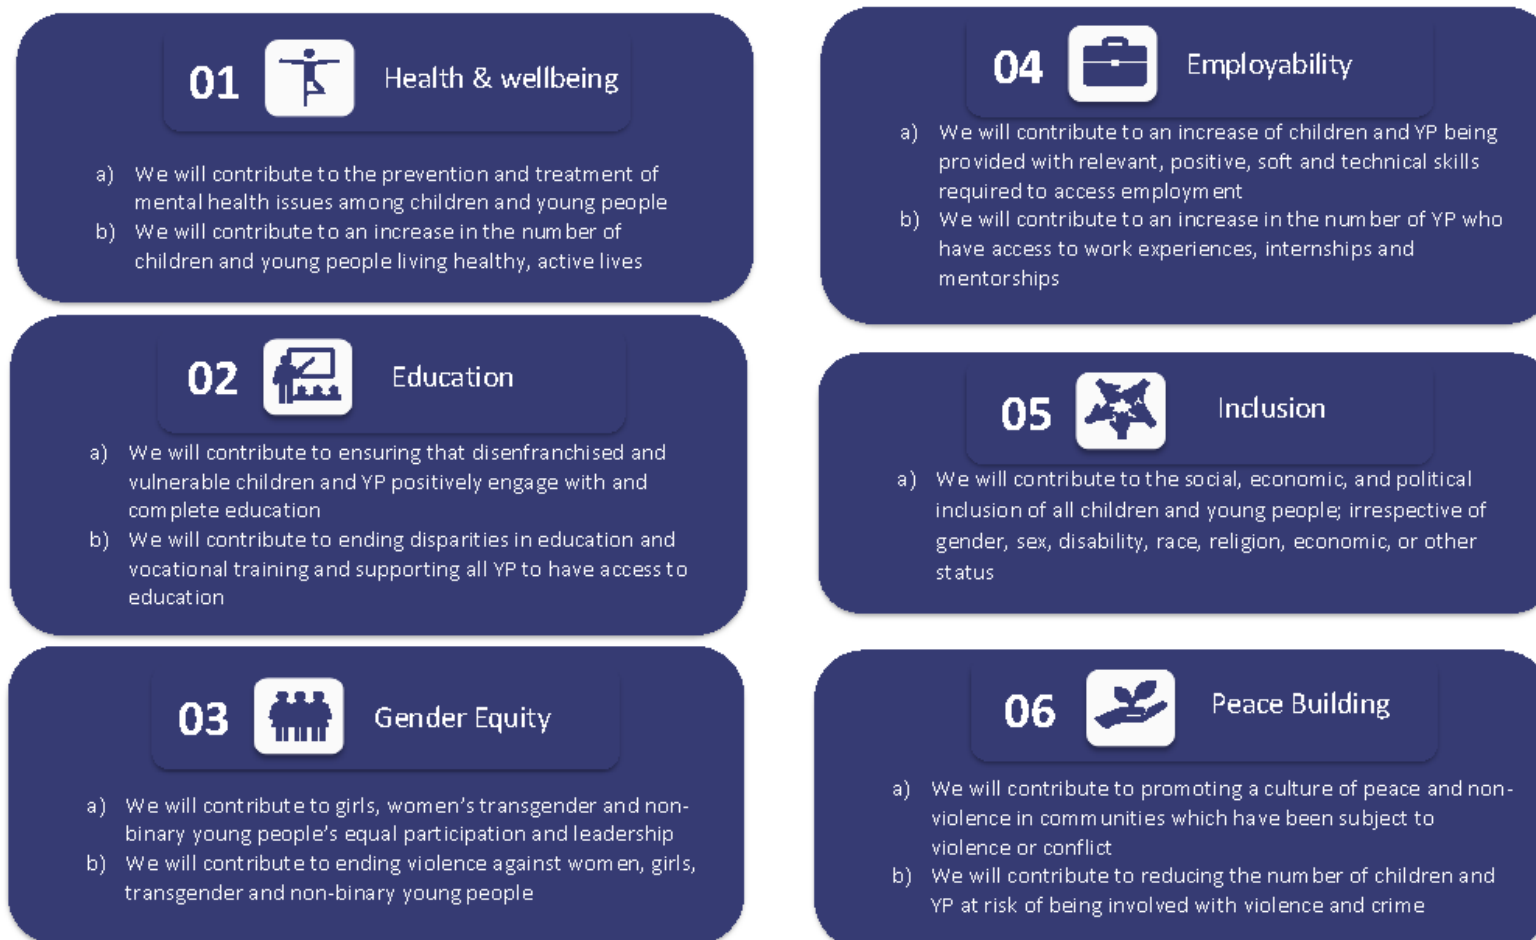 01 Health & wellbeing
a) We will contribute to the prevention and treatment of
mental health issues among children and young people
b) We will contribute to an increase in the number of
children and young people living healthy, active lives
02 Education
a) We will contribute to ensuring that disenfranchised and
vulnerable children and YP positively engage with and
complete education
b) We will contribute to ending disparities in education and
vocational training and supporting all YP to have access to
education
03 Gender Equity
a) We will contribute to girls, women’s transgender and non-
binary young people’s equal participation and leadership
b) We will contribute to ending violence against women, girls,
transgender and non-binary young people
04 Employability
a) We will contribute to an increase of children and YP being
provided with relevant, positive, soft and technical skills
required to access employment
b) We will contribute to an increase in the number of YP who
have access to work experiences, internships and
mentorships
05 Inclusion
a) We will contribute to the social, economic, and political
inclusion of all children and young people; irrespective of
gender, sex, disability, race, religion, economic, or other
status
06 Peace Building
a) We will contribute to promoting a culture of peace and non-
violence in communities which have been subject to
violence or conflict
b) We will contribute to reducing the number of children and
YP at risk of being involved with violence and crime